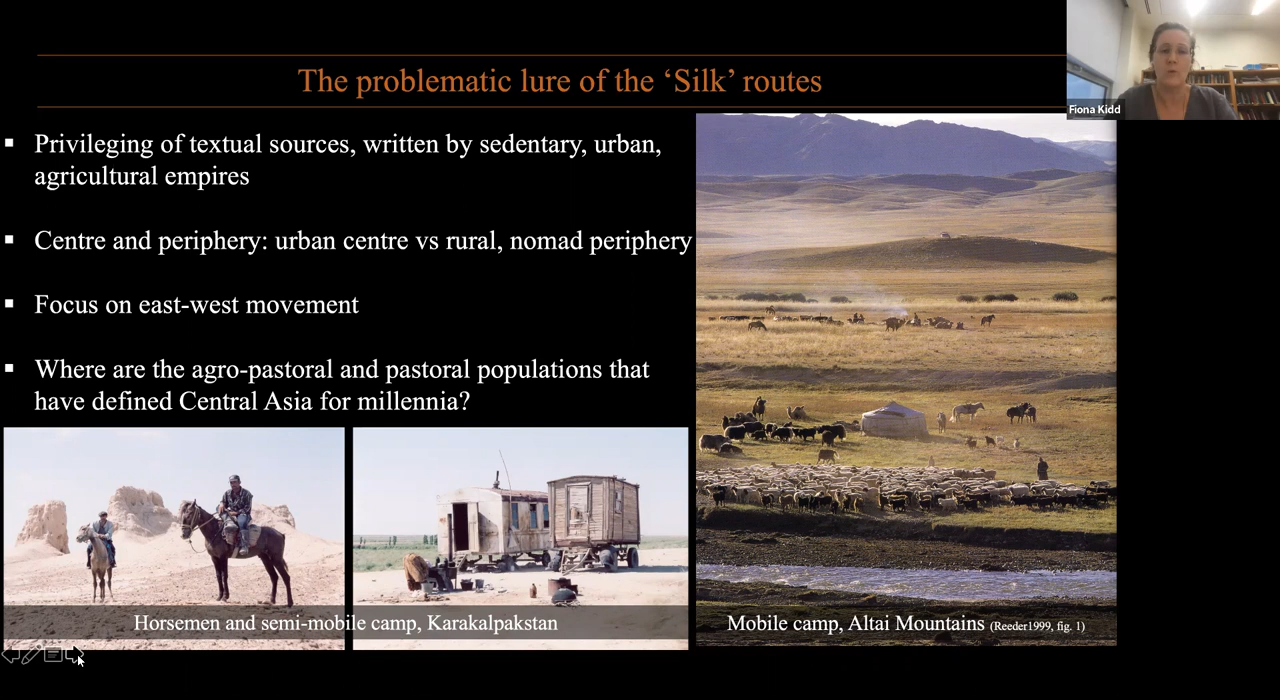 The problematic lure of the ‘Silk’ routes
Fiona Kidd
▪ Privileging of textual sources, written by sedentary, urban,
agricultural empires
▪ Centre and periphery: urban centre vs rural, nomad periphery
▪ Focus on east-west movement
▪ Where are the agro-pastoral and pastoral populations that
have defined Central Asia for millennia?
Horsemen and semi-mobile camp, Karakalpakstan
Mobile camp, Altai Mountains (Reeder1999, fig. 1)